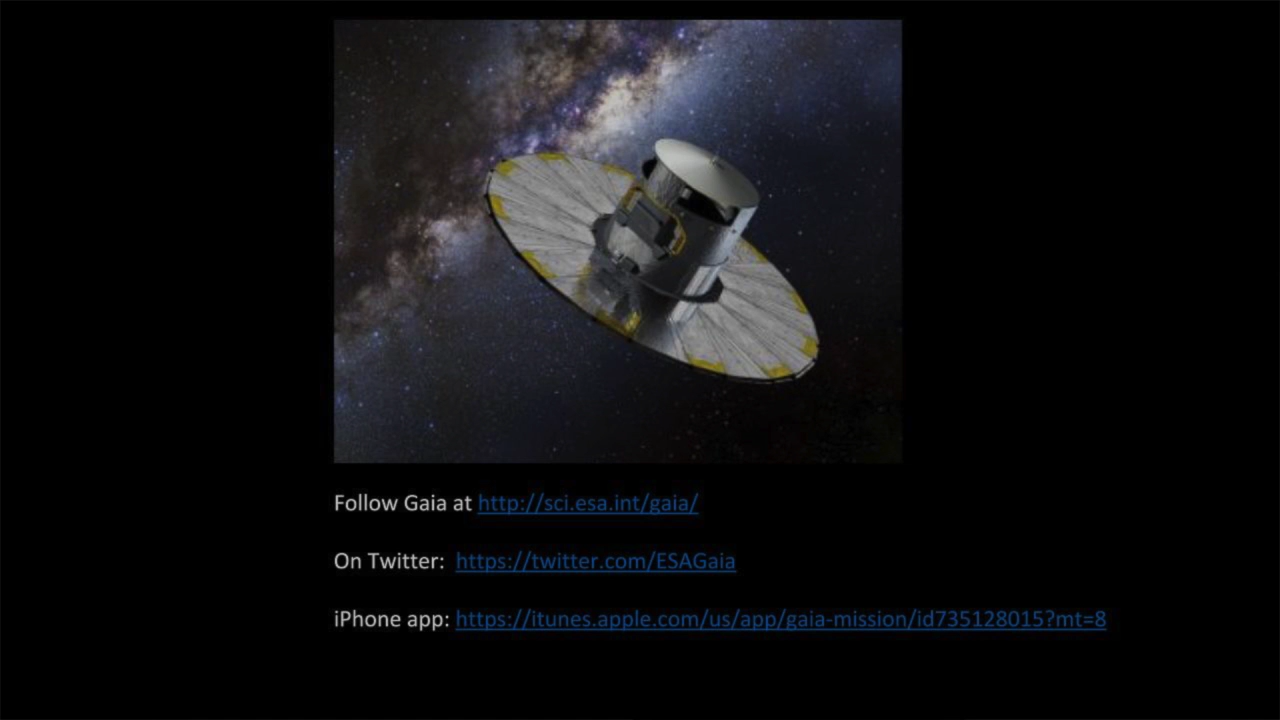 Follow Gaia at http://sci.esa.int/gaia/
On Twitter: https://twitter.com/ESAGaia
iPhone app: https://itunes.apple.com/us/app/gaia-mission/id735128015?mt=8